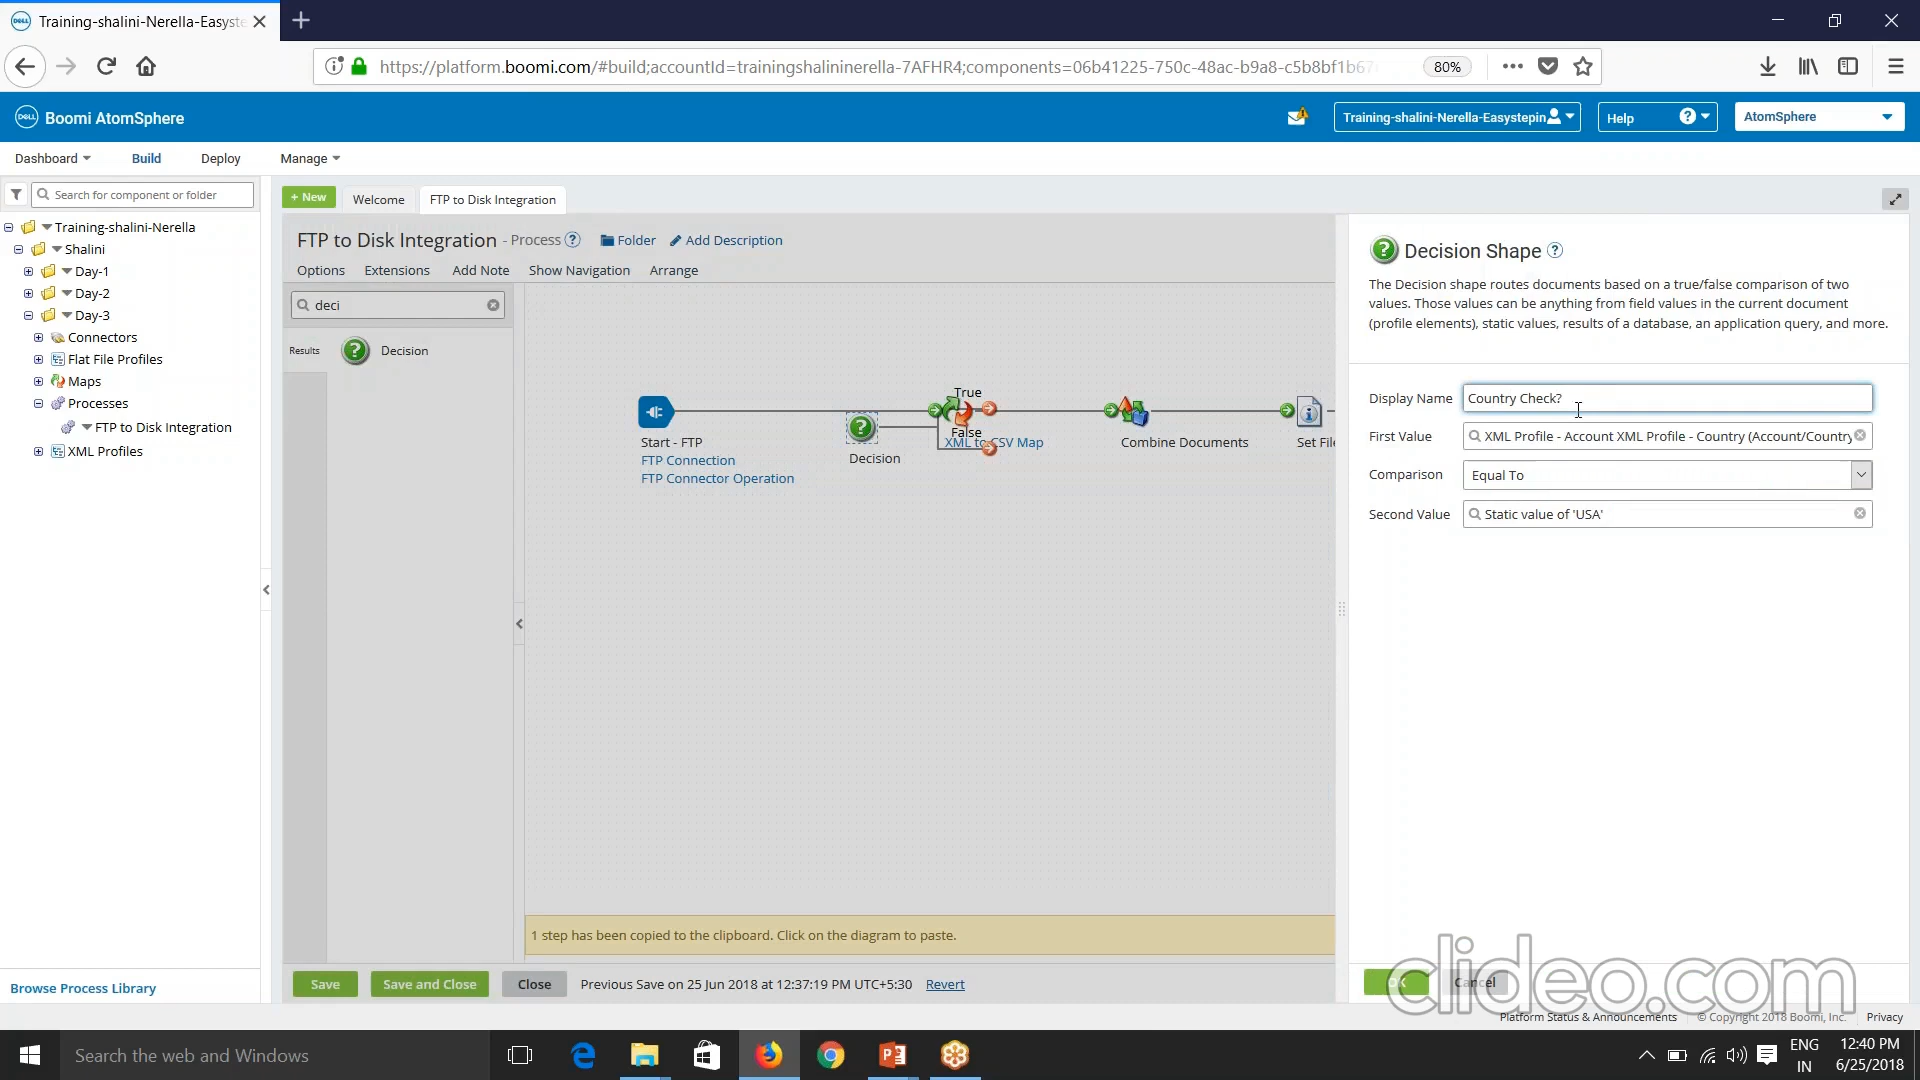 Training-shalini-Nerella-Easyste
https://platform.boomi.com/#build;accountId=trainingshalininerella-7AFHR4;components=06b41225-750c-48ac-b9a8-c5b8bf1b67
80%
DELL
Boomi AtomSphere
Training-shalini-Nerella-Easystepin
Help
AtomSphere
Dashboard
Build
Deploy
Manage
Search for component or folder
+ New
Welcome
FTP to Disk Integration
Training-shalini-Nerella
Shalini
Day-1
Day-2
Day-3
Connectors
Flat File Profiles
Maps
Processes
FTP to Disk Integration
XML Profiles
Browse Process Library
FTP to Disk Integration - Process
Folder
Add Description
Options
Extensions
Add Note
Show Navigation
Arrange
deci
Results
Decision
Start - FTP
FTP Connection
FTP Connector Operation
Decision
True
False
XML to CSV Map
Combine Documents
Set File
1 step has been copied to the clipboard. Click on the diagram to paste.
Save
Save and Close
Close
Previous Save on 25 Jun 2018 at 12:37:19 PM UTC+5:30
Revert
Decision Shape
The Decision shape routes documents based on a true/false comparison of two
values. Those values can be anything from field values in the current document
(profile elements), static values, results of a database, an application query, and more.
Display Name
Country Check?
First Value
XML Profile - Account XML Profile - Country (Account/Country
Comparison
Equal To
Second Value
Static value of 'USA'
OK
Cancel
clideo.com
Platform Status & Announcements
© Copyright 2018 Boomi, Inc.
Privacy
Search the web and Windows
ENG
IN
12:40 PM
6/25/2018